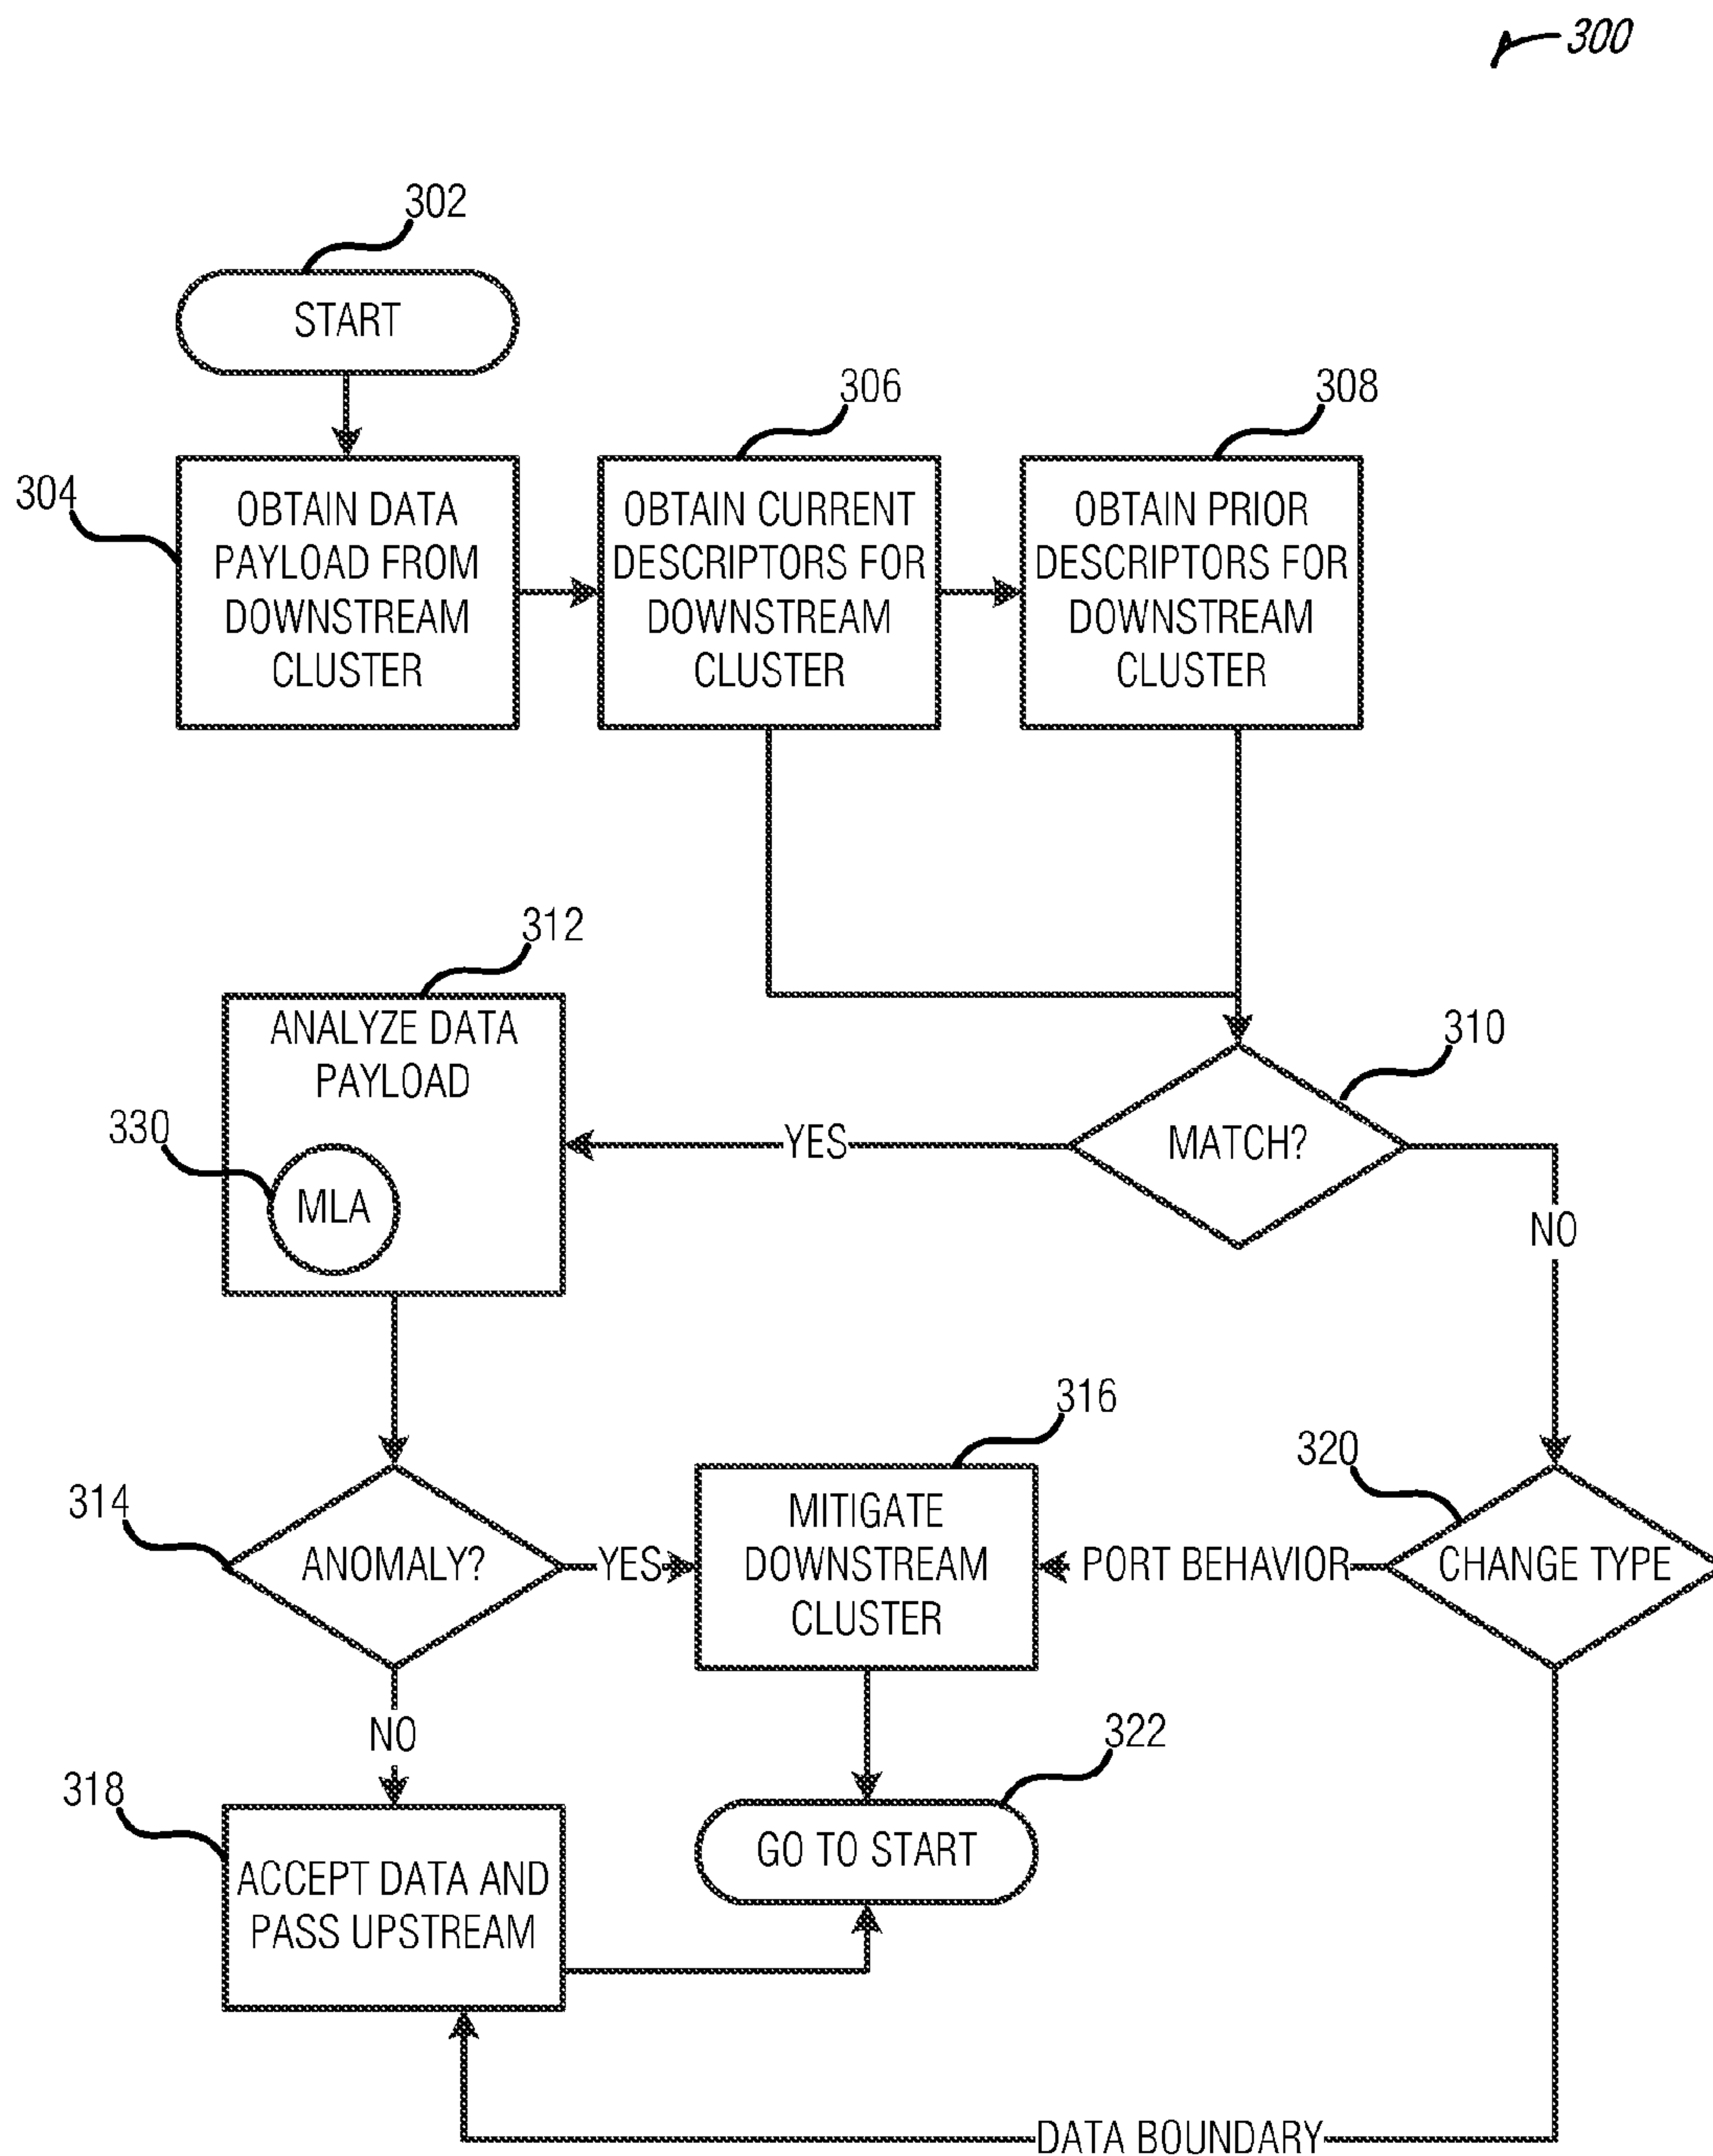 300
302
START
306
308
304
OBTAIN DATA
PAYLOAD FROM
DOWNSTREAM
CLUSTER
OBTAIN CURRENT
DESCRIPTORS FOR
DOWNSTREAM
CLUSTER
OBTAIN PRIOR
DESCRIPTORS FOR
DOWNSTREAM
CLUSTER
312
310
ANALYZE DATA
PAYLOAD
330
MLA
YES
MATCH?
NO
316
320
314
ANOMALY?
YES
MITIGATE
DOWNSTREAM
CLUSTER
PORT BEHAVIOR
CHANGE TYPE
NO
322
318
GO TO START
ACCEPT DATA AND
PASS UPSTREAM
DATA BOUNDARY